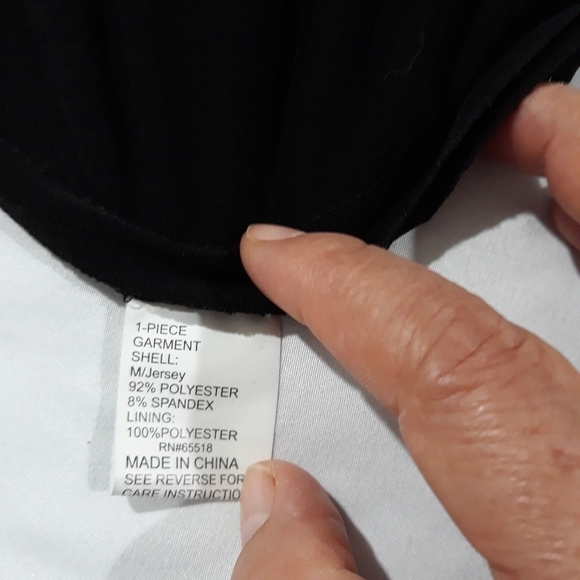 1-PIECE
GARMENT
SHELL:
M/Jersey
92% POLYESTER
8% SPANDEX
LINING:
100%POLYESTER
RN#65518
MADE IN CHINA
SEE REVERSE FOR
CARE INSTRUCTIO